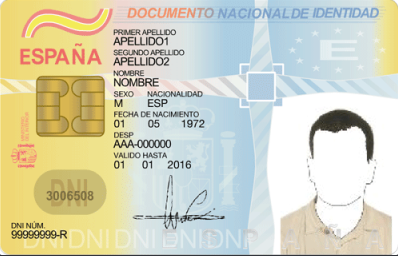 DOCUMENTO NACIONAL DE IDENTIDAD
ESPAÑA
PRIMER APELLIDO
APELLIDO1
SEGUNDO APELLIDO
APELLIDO2
NOMBRE
NOMBRE
SEXO NACIONALIDAD
M ESP
FECHA DE NACIMIENTO
01 05 1972
DESP
AAA-000000
VALIDO HASTA
01 01 2016
E
DNI
3006508
DNI NÚM.
99999999-R
DNI DNI DNI DNI